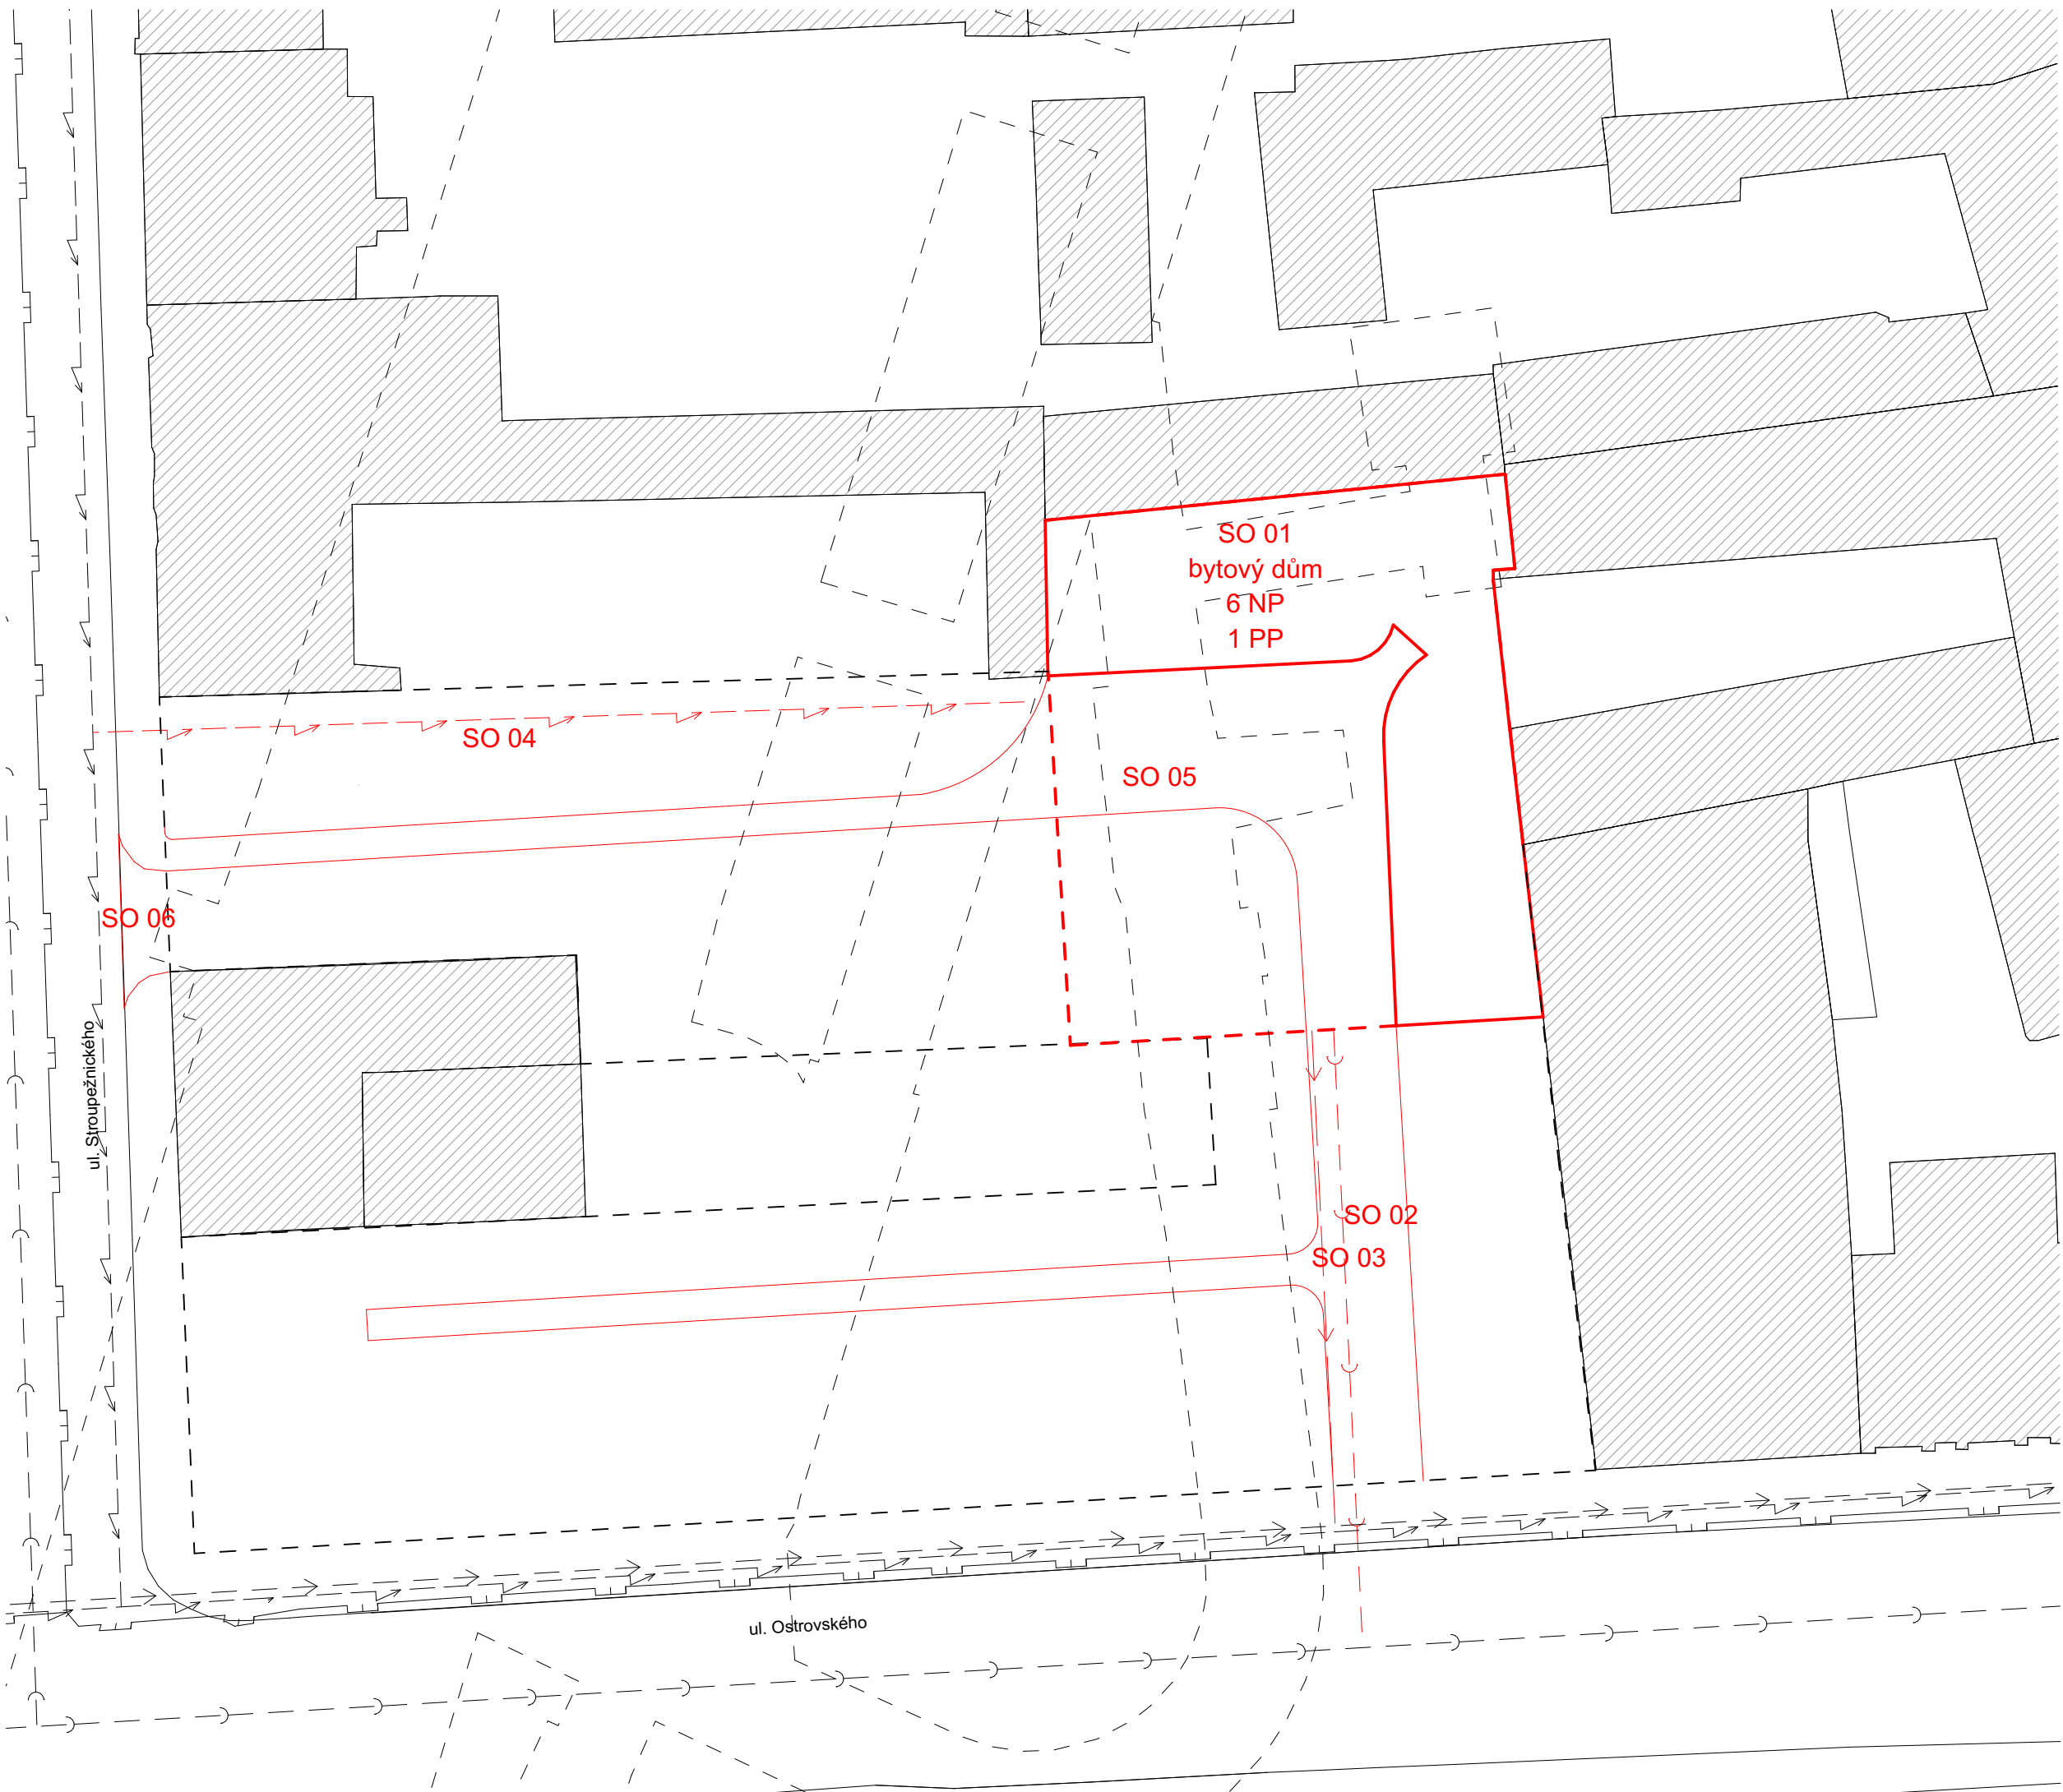 SO 01
bytový dům
6 NP
1 PP
SO 04
SO 05
SO 06
ul. Stroupežnického
SO 02
SO 03
ul. Ostrovského